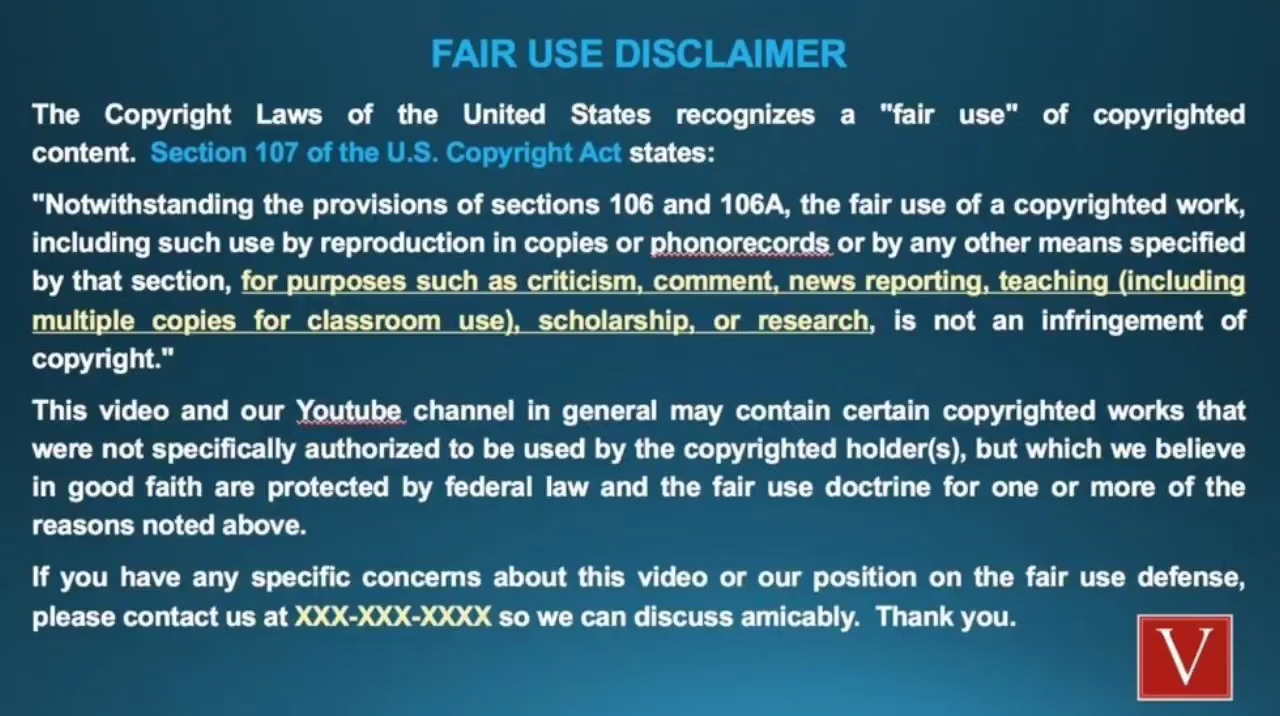 FAIR USE DISCLAIMER
The Copyright Laws of the United States recognizes a "fair use" of copyrighted
content. Section 107 of the U.S. Copyright Act states:
"Notwithstanding the provisions of sections 106 and 106A, the fair use of a copyrighted work,
including such use by reproduction in copies or phonorecords or by any other means specified
by that section, for purposes such as criticism, comment, news reporting, teaching (including
multiple copies for classroom use), scholarship, or research, is not an infringement of
copyright."
This video and our Youtube channel in general may contain certain copyrighted works that
were not specifically authorized to be used by the copyrighted holder(s), but which we believe
in good faith are protected by federal law and the fair use doctrine for one or more of the
reasons noted above.
If you have any specific concerns about this video or our position on the fair use defense,
please contact us at XXX-XXX-XXXX so we can discuss amicably. Thank you.
V